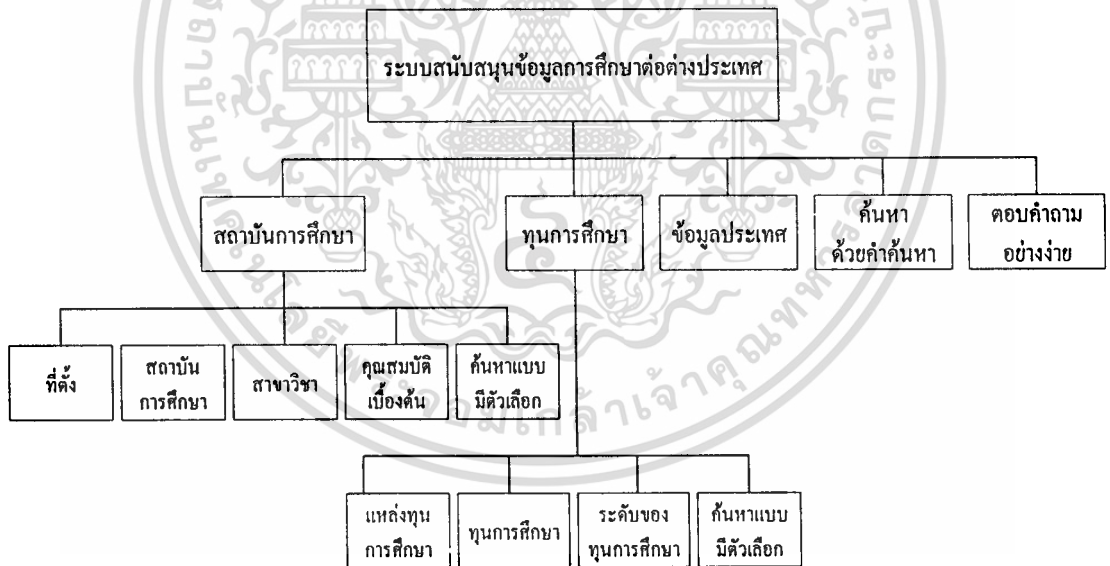 ระบบสนับสนุนข้อมูลการศึกษาต่อต่างประเทศ
สถาบันการศึกษา
ทุนการศึกษา
ข้อมูลประเทศ
ค้นหา
ด้วยคำค้นหา
ตอบคำถาม
อย่างง่าย
ที่ตั้ง
สถาบัน
การศึกษา
สาขาวิชา
คุณสมบัติ
เบื้องต้น
ค้นหาแบบ
มีตัวเลือก
แหล่งทุน
การศึกษา
ทุนการศึกษา
ระดับของ
ทุนการศึกษา
ค้นหาแบบ
มีตัวเลือก